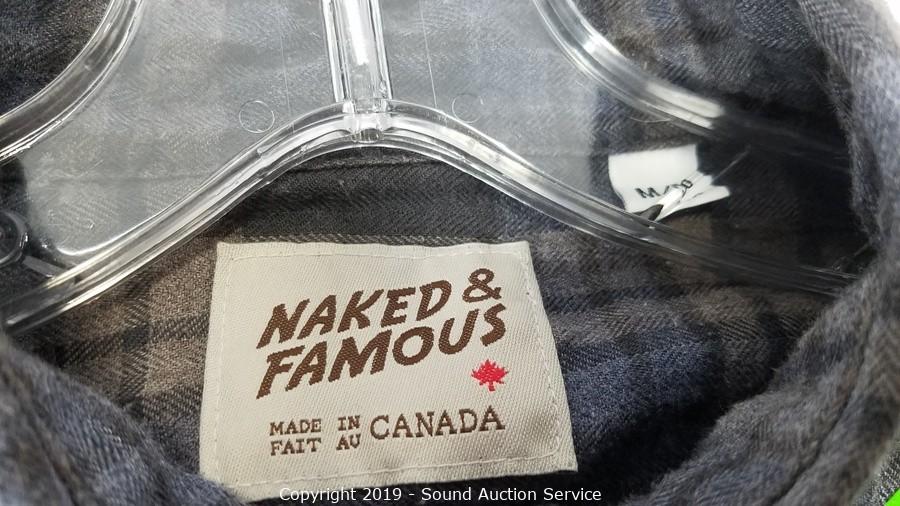 NAKED &
FAMOUS
MADE IN
FAIT AU CANADA
Copyright 2019 - Sound Auction Service